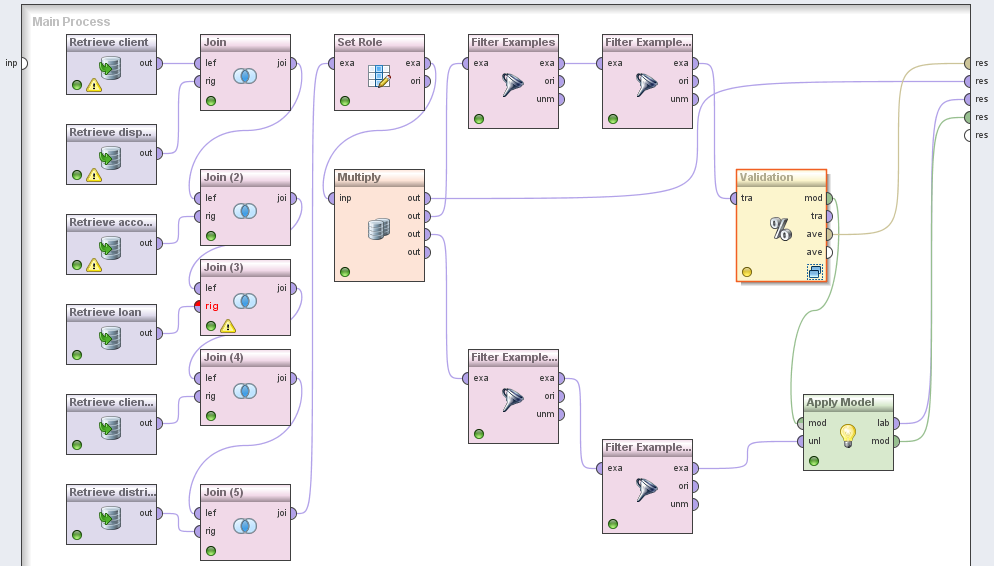 Main Process
inp
Retrieve client
out
Join
lef
joi
rig
Set Role
exa
exa
ori
Filter Examples
exa
exa
ori
unm
Filter Example...
exa
exa
ori
unm
res
res
res
res
res
Retrieve disp...
out
Join (2)
lef
joi
rig
Multiply
inp
out
out
out
out
Validation
tra
mod
tra
ave
ave
%
Retrieve acco...
out
Join (3)
lef
joi
rig
Retrieve loan
out
Join (4)
lef
joi
rig
Filter Example...
exa
exa
ori
unm
Retrieve clien...
out
Apply Model
mod
lab
unl
mod
Filter Example...
exa
exa
ori
unm
Retrieve distri...
out
Join (5)
lef
joi
rig